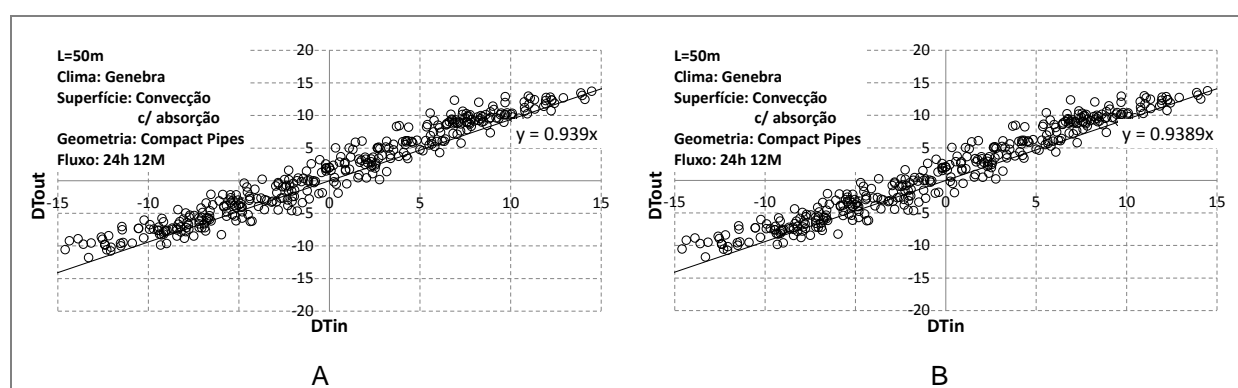 L=50m
Clima: Genebra
Superfície: Convecção
c/ absorção
Geometria: Compact Pipes
Fluxo: 24h 12M
20
15
10
5
0
-5
-10
-15
-20
-15
-10
-5
0
5
10
15
y = 0.939x
DTout
DTin
A
L=50m
Clima: Genebra
Superfície: Convecção
c/ absorção
Geometria: Compact Pipes
Fluxo: 24h 12M
20
15
10
5
0
-5
-10
-15
-20
-15
-10
-5
0
5
10
15
y = 0.9389x
DTout
DTin
B